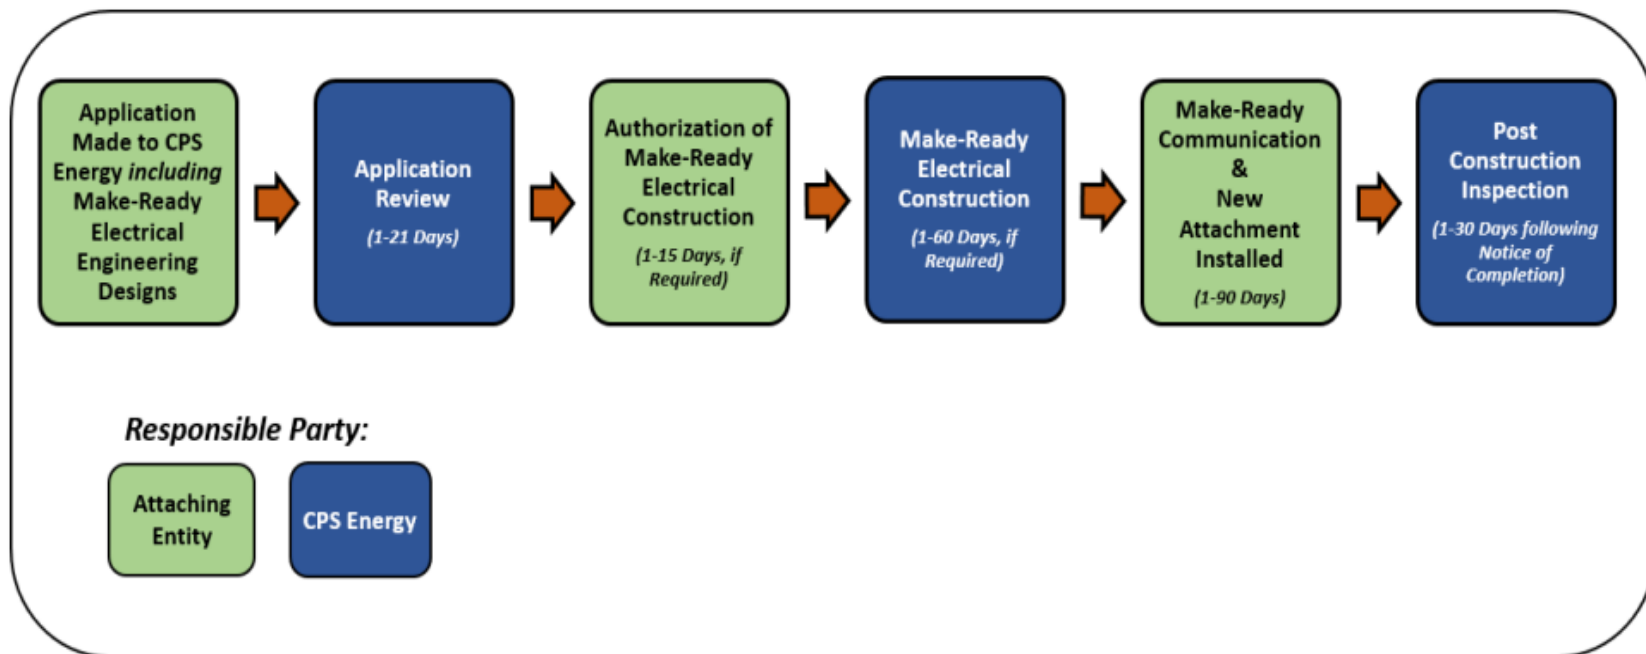 Application
Made to CPS
Energy including
Make-Ready
Electrical
Engineering
Designs
Application
Review
(1-21 Days)
Authorization of
Make-Ready
Electrical
Construction
(1-15 Days, if
Required)
Make-Ready
Electrical
Construction
(1-60 Days, if
Required)
Make-Ready
Communication
&
New
Attachment
Installed
(1-90 Days)
Post
Construction
Inspection
(1-30 Days following
Notice of
Completion)
Responsible Party:
Attaching
Entity
CPS Energy